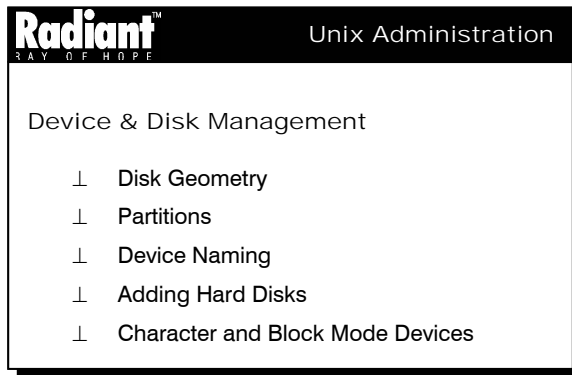 Radiant™
RAY OF HOPE
Unix Administration
Device & Disk Management
⊥ Disk Geometry
⊥ Partitions
⊥ Device Naming
⊥ Adding Hard Disks
⊥ Character and Block Mode Devices